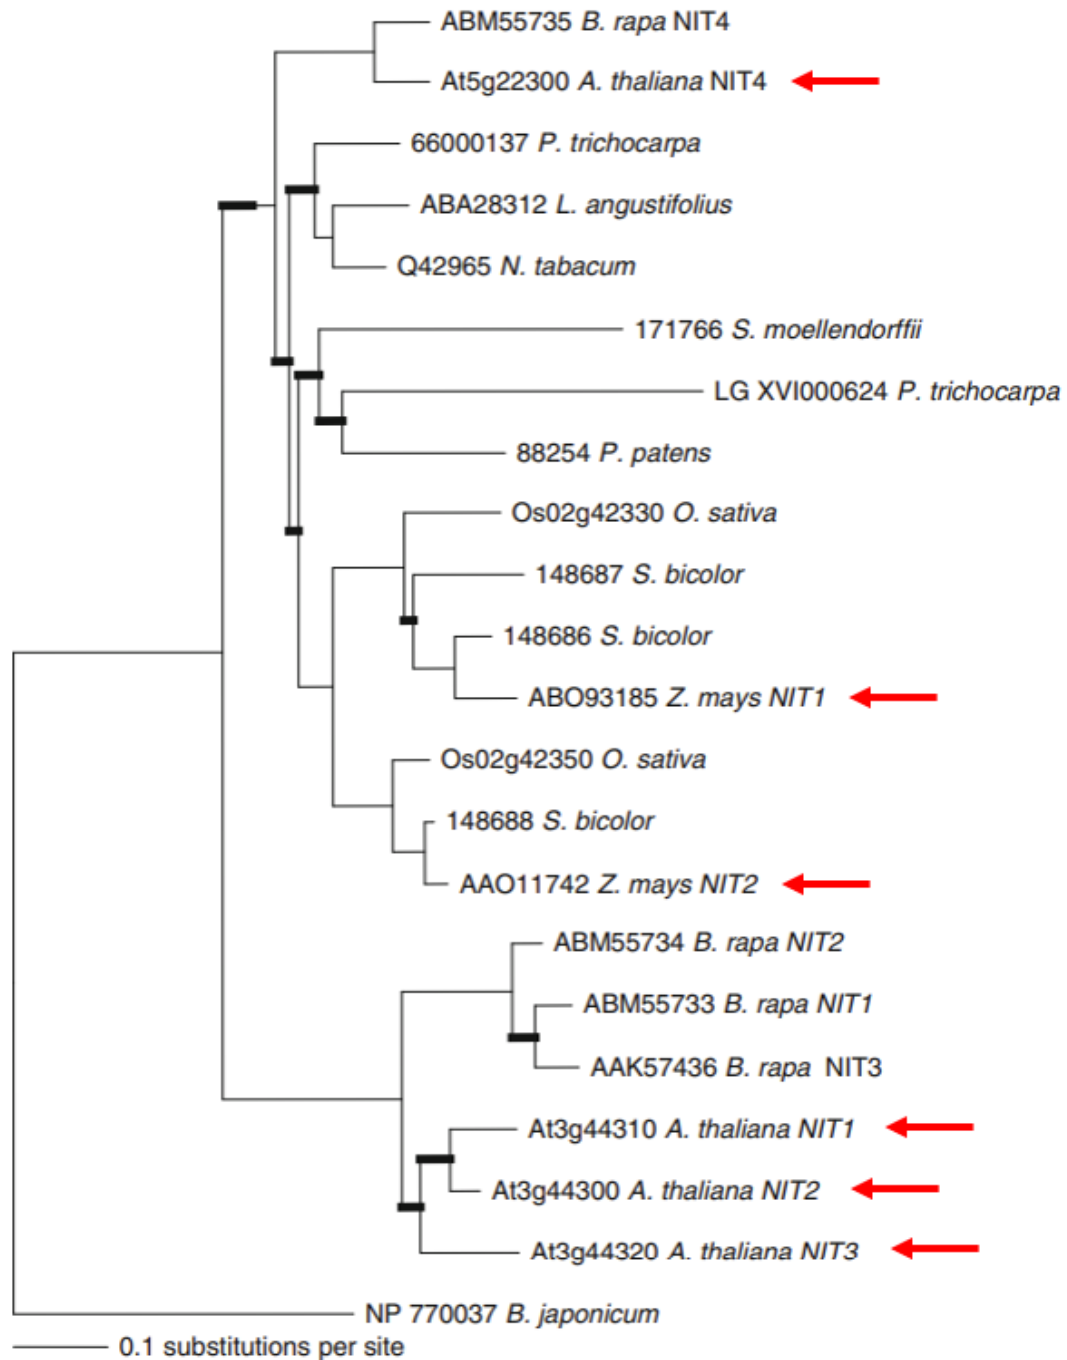 ABM55735 B. rapa NIT4
At5g22300 A. thaliana NIT4
66000137 P. trichocarpa
ABA28312 L. angustifolius
Q42965 N. tabacum
171766 S. moellendorffii
LG XVI000624 P. trichocarpa
88254 P. patens
Os02g42330 O. sativa
148687 S. bicolor
148686 S. bicolor
ABO93185 Z. mays NIT1
Os02g42350 O. sativa
148688 S. bicolor
AAO11742 Z. mays NIT2
ABM55734 B. rapa NIT2
ABM55733 B. rapa NIT1
AAK57436 B. rapa NIT3
At3g44310 A. thaliana NIT1
At3g44300 A. thaliana NIT2
At3g44320 A. thaliana NIT3
NP 770037 B. japonicum
0.1 substitutions per site